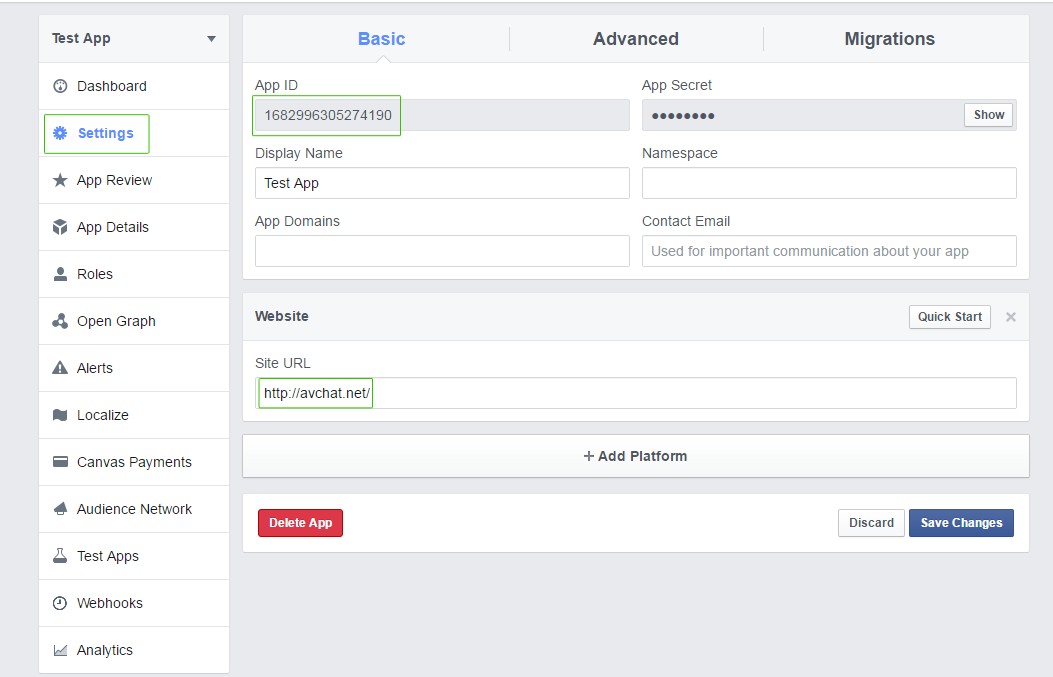 Test App
Dashboard
Settings
App Review
App Details
Roles
Open Graph
Alerts
Localize
Canvas Payments
Audience Network
Test Apps
Webhooks
Analytics
Basic Advanced Migrations
App ID App Secret
1682996305274190 •••••••• Show
Display Name Namespace
Test App
App Domains Contact Email
Used for important communication about your app
Website Quick Start ×
Site URL
http://avchat.net/
+ Add Platform
Delete App Discard Save Changes